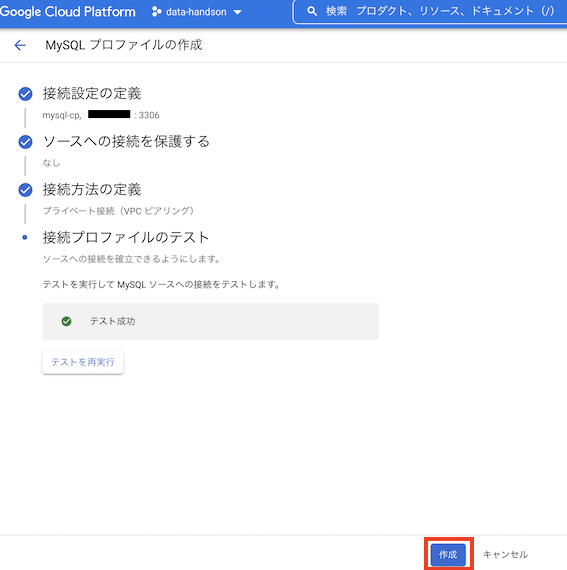 Google Cloud Platform
data-handson
検索 プロダクト、リソース、ドキュメント（/）
MySQL プロファイルの作成
接続設定の定義
mysql-cp, : 3306
ソースへの接続を保護する
なし
接続方法の定義
プライベート接続（VPC ピアリング）
接続プロファイルのテスト
ソースへの接続を確立できるようにします。
テストを実行して MySQL ソースへの接続をテストします。
テスト成功
テストを再実行
作成 キャンセル